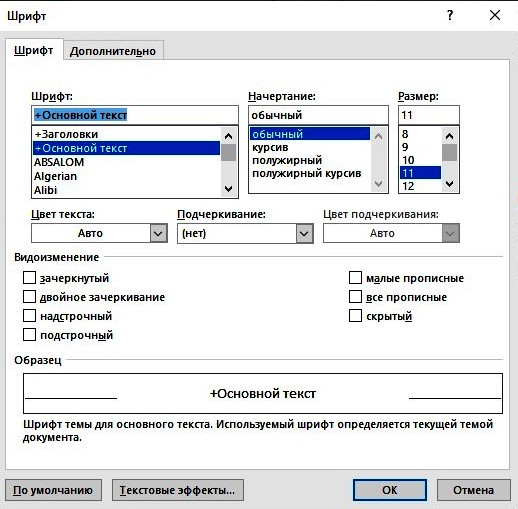 Шрифт ?
Шрифт Дополнительно
Шрифт: Начертание: Размер:
+Основной текст обычный 11
+Заголовки обычный 8
+Основной текст курсив 9
ABSALOM полужирный 10
Algerian полужирный курсив 11
Alibi 12
Цвет текста: Подчеркивание: Цвет подчеркивания:
Авто (нет) Авто
Видоизменение
зачеркнутый малые прописные
двойное зачеркивание все прописные
надстрочный скрытый
подстрочный
Образец
+Основной текст
Шрифт темы для основного текста. Используемый шрифт определяется текущей темой
документа.
По умолчанию Текстовые эффекты... ОК Отмена